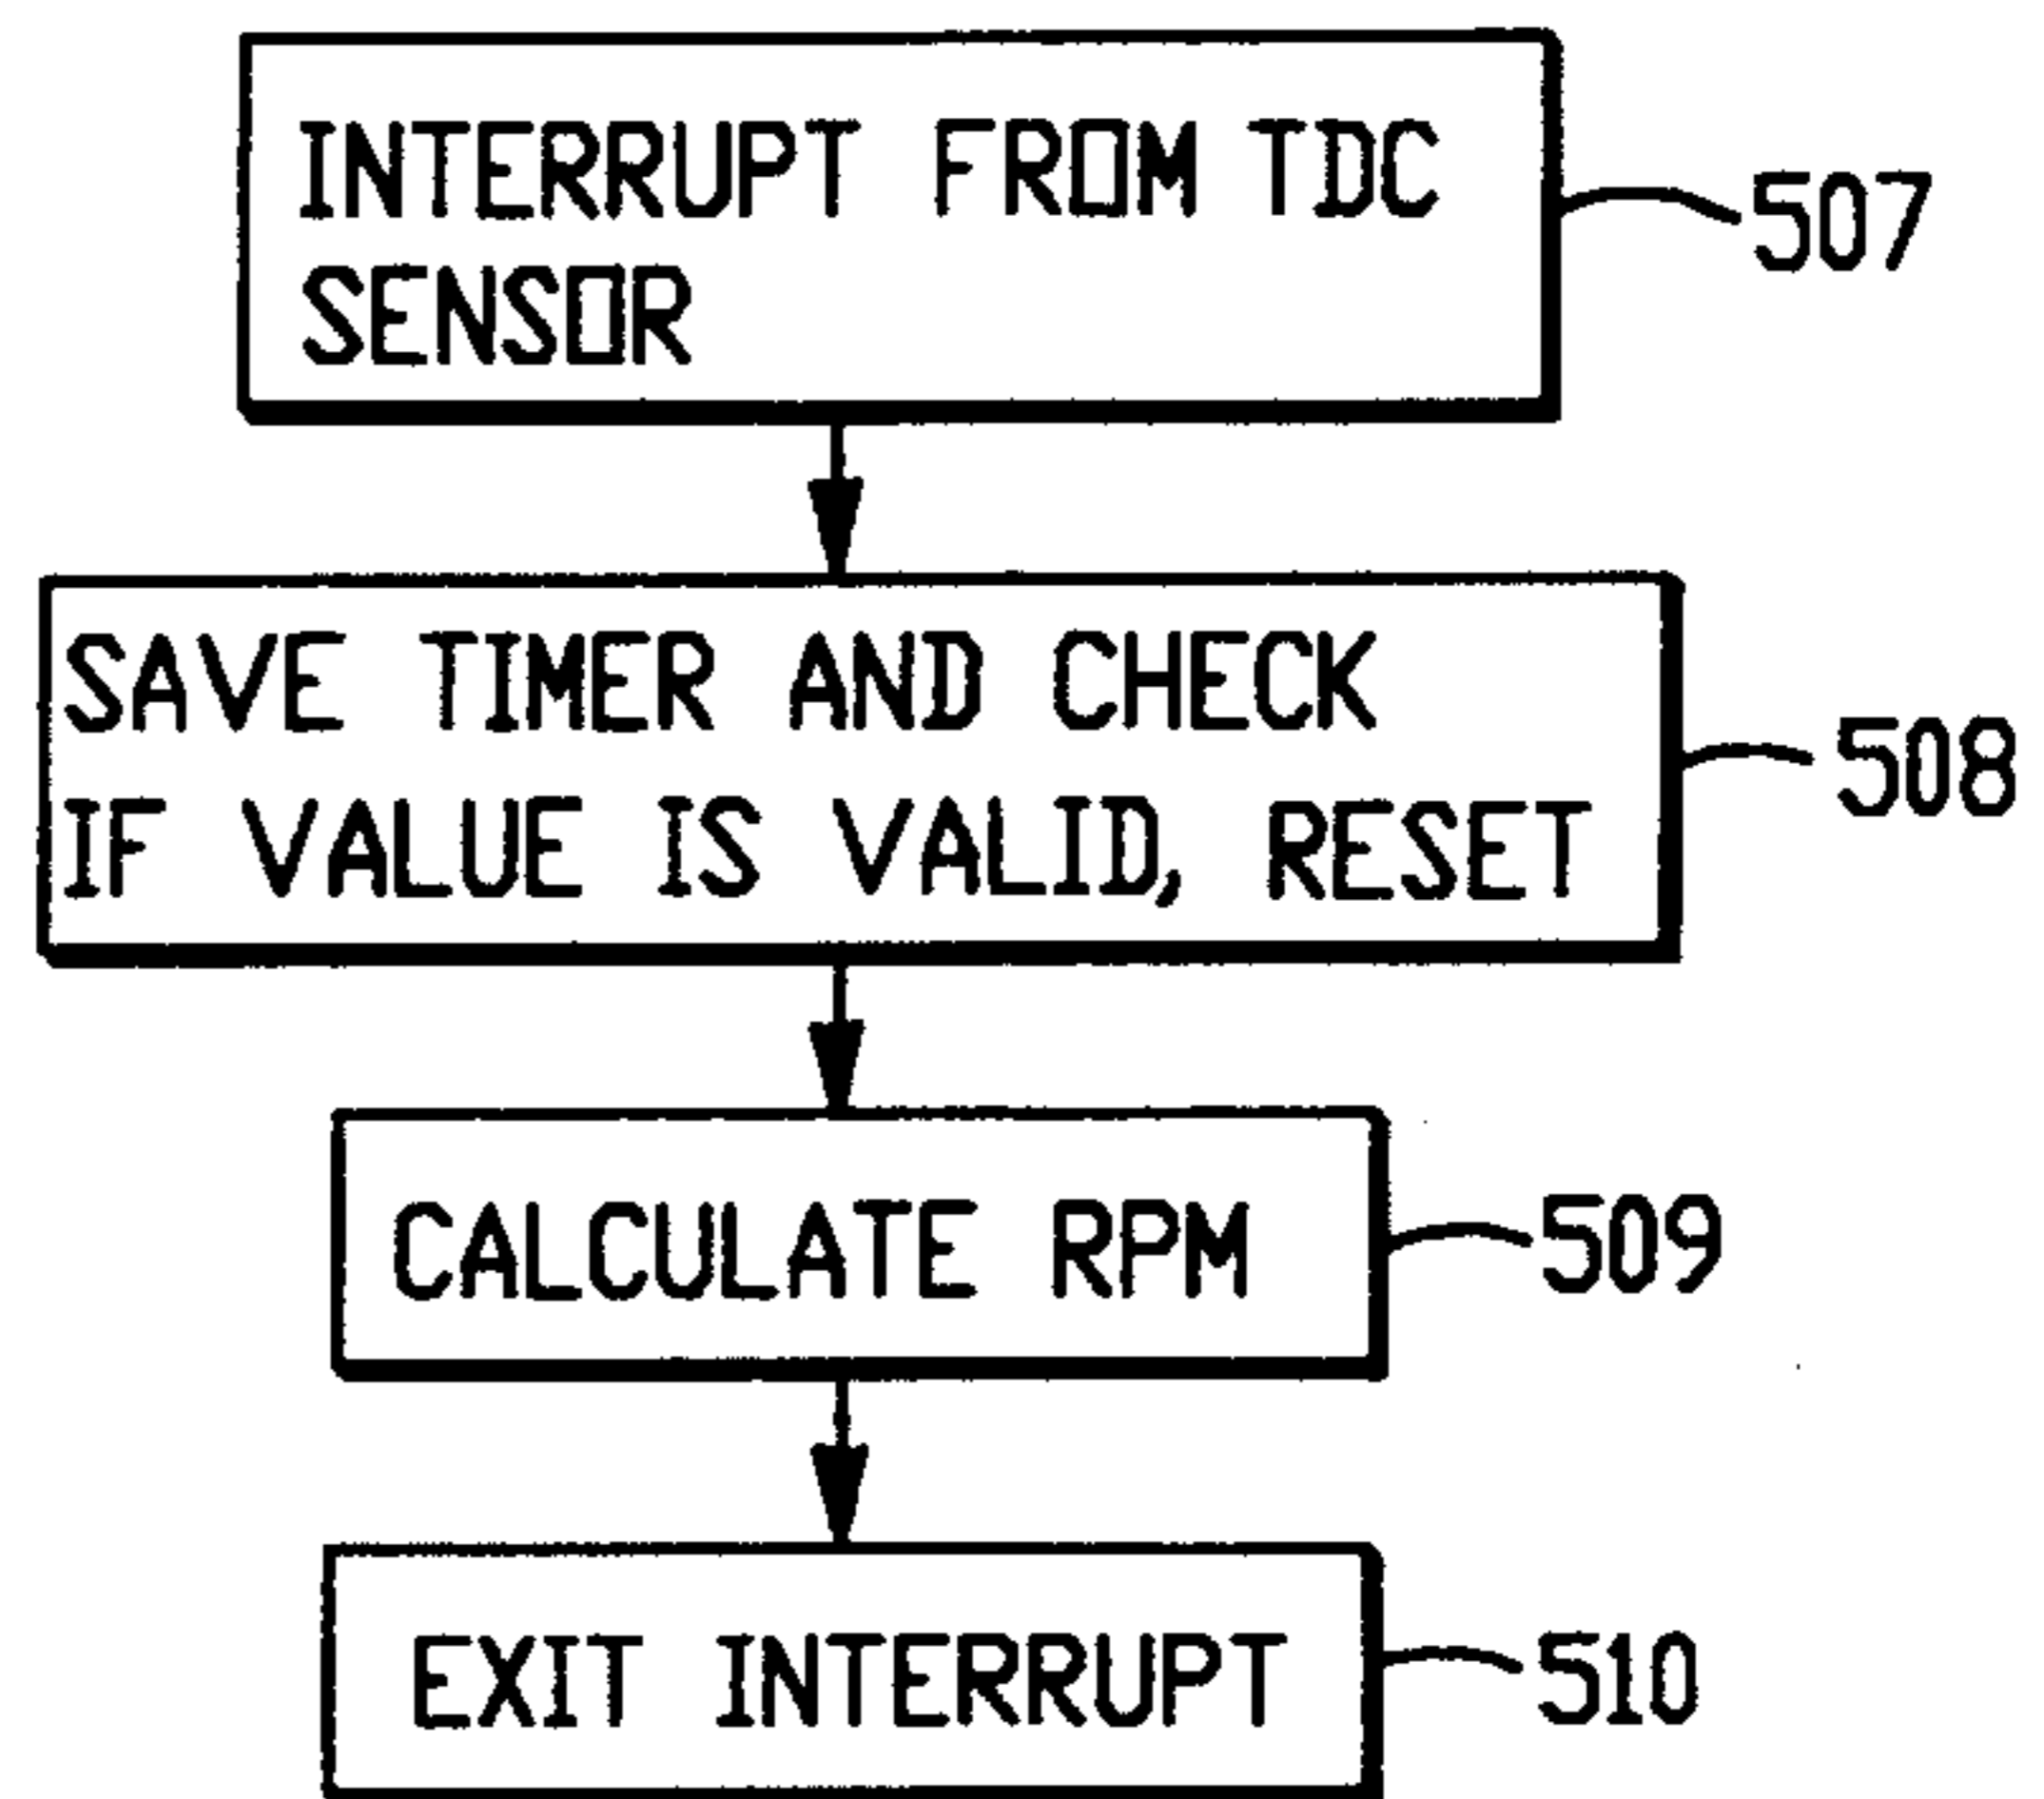 INTERRUPT FROM TDC
SENSOR
507
SAVE TIMER AND CHECK
IF VALUE IS VALID, RESET
508
CALCULATE RPM
509
EXIT INTERRUPT
510